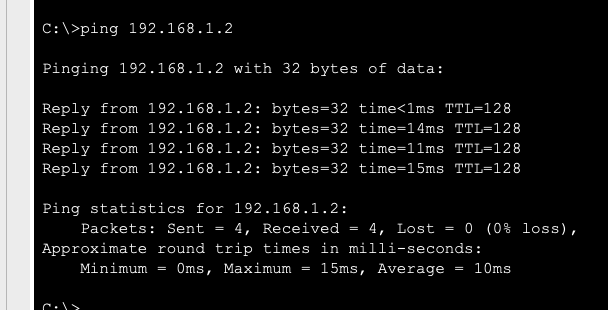 C:\>ping 192.168.1.2
Pinging 192.168.1.2 with 32 bytes of data:
Reply from 192.168.1.2: bytes=32 time<1ms TTL=128
Reply from 192.168.1.2: bytes=32 time=14ms TTL=128
Reply from 192.168.1.2: bytes=32 time=11ms TTL=128
Reply from 192.168.1.2: bytes=32 time=15ms TTL=128
Ping statistics for 192.168.1.2:
Packets: Sent = 4, Received = 4, Lost = 0 (0% loss),
Approximate round trip times in milli-seconds:
Minimum = 0ms, Maximum = 15ms, Average = 10ms
C:\>